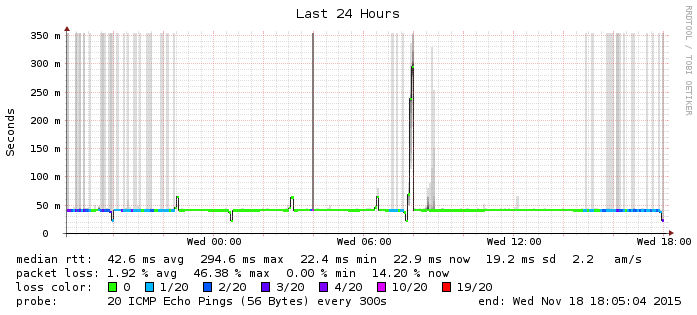 Last 24 Hours
RRDTOOL / TOBI OETIKER
Seconds
350 m
300 m
250 m
200 m
150 m
100 m
50 m
0
Wed 00:00 Wed 06:00 Wed 12:00 Wed 18:00
median rtt: 42.6 ms avg 294.6 ms max 22.4 ms min 22.9 ms now 19.2 ms sd 2.2 am/s
packet loss: 1.92 % avg 46.38 % max 0.00 % min 14.20 % now
loss color: 0 1/20 2/20 3/20 4/20 10/20 19/20
probe: 20 ICMP Echo Pings (56 Bytes) every 300s end: Wed Nov 18 18:05:04 2015